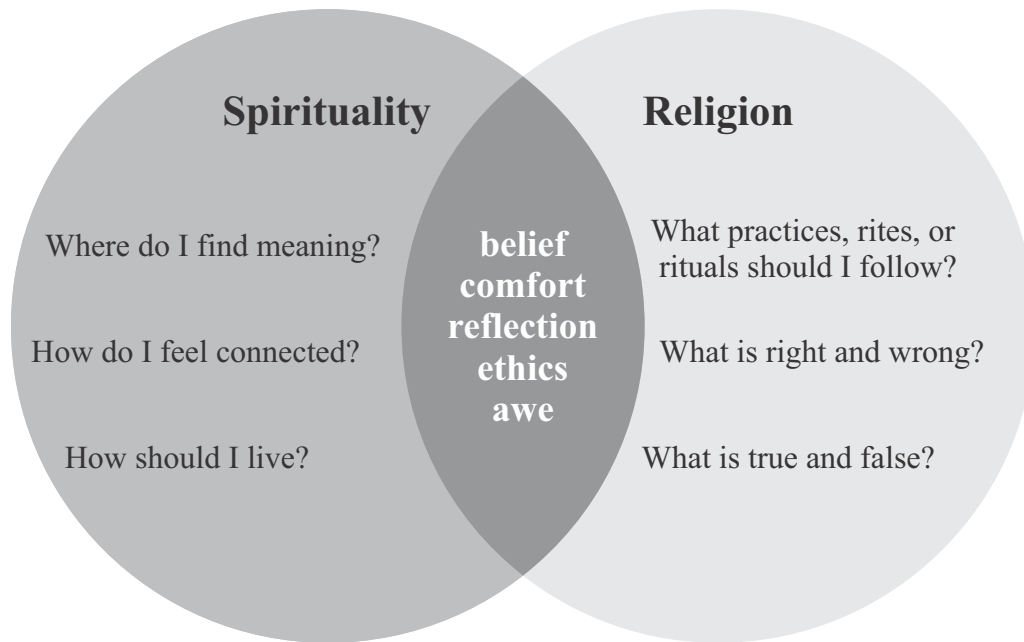 Spirituality
Where do I find meaning?
How do I feel connected?
How should I live?
belief
comfort
reflection
ethics
awe
Religion
What practices, rites, or
rituals should I follow?
What is right and wrong?
What is true and false?